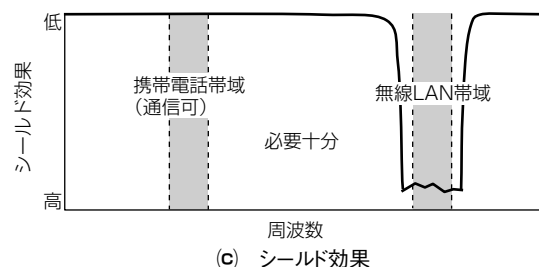 低
携帯電話帯域
(通信可)
無線LAN帯域
シールド効果
必要十分
高
周波数
(c) シールド効果